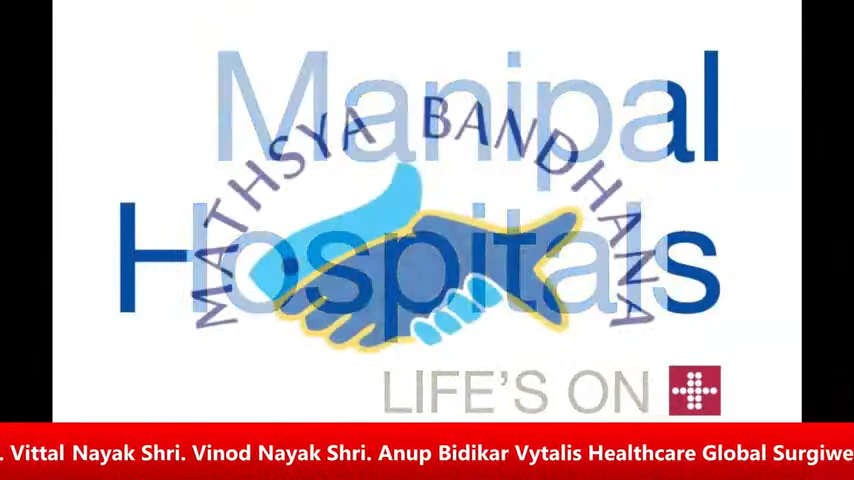 Manipal
MATHSYA BANDHANA
Hospitals
LIFE'S ON
. Vittal Nayak Shri. Vinod Nayak Shri. Anup Bidikar Vytalis Healthcare Global Surgiwe